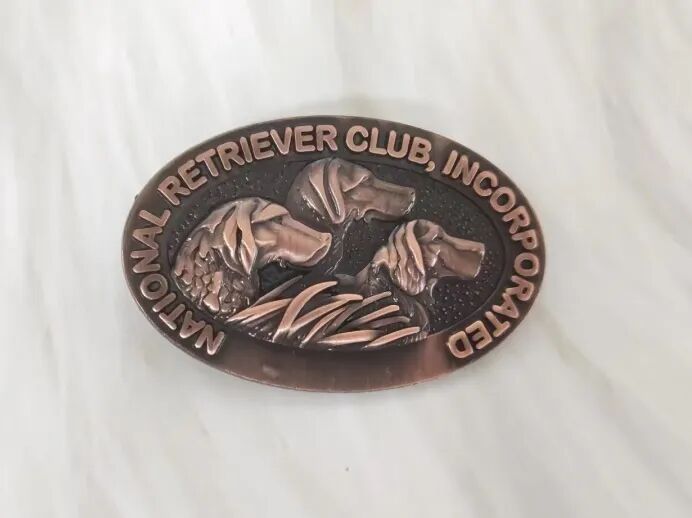 NATIONAL RETRIEVER CLUB, INCORPORATED